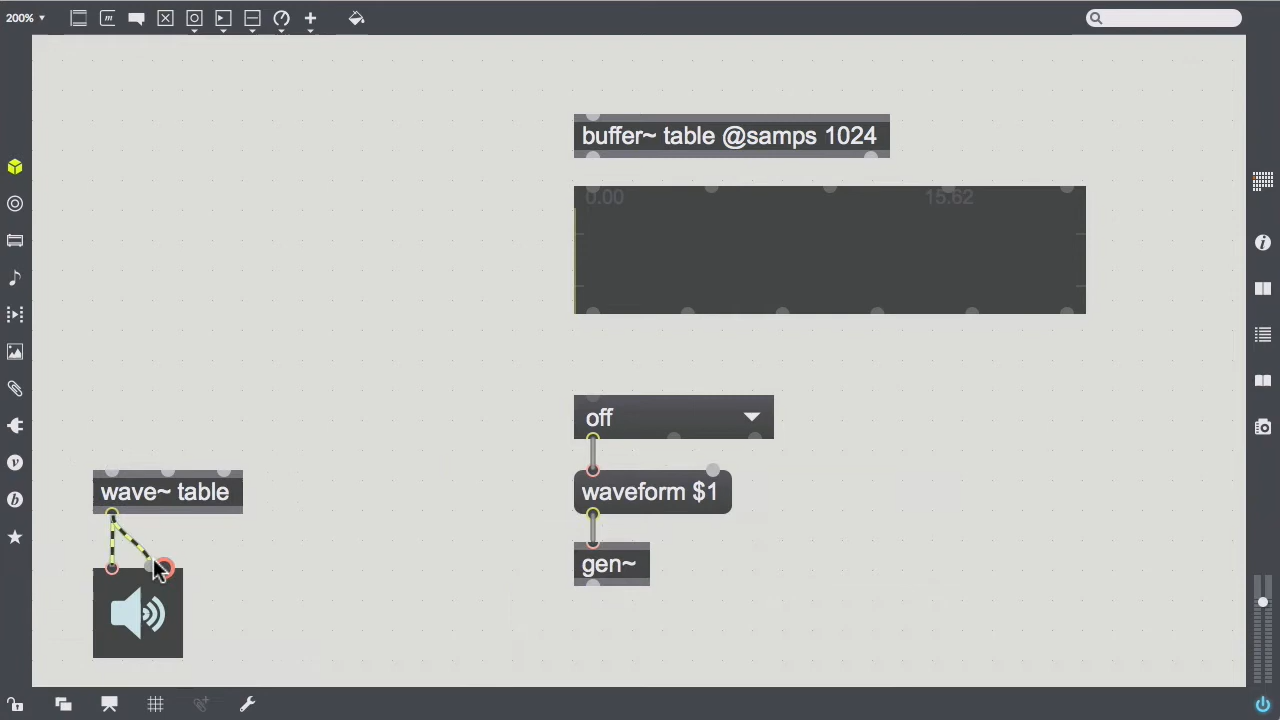 200%
buffer~ table @samps 1024
0.00 15.62
off
wave~ table
waveform $1
gen~